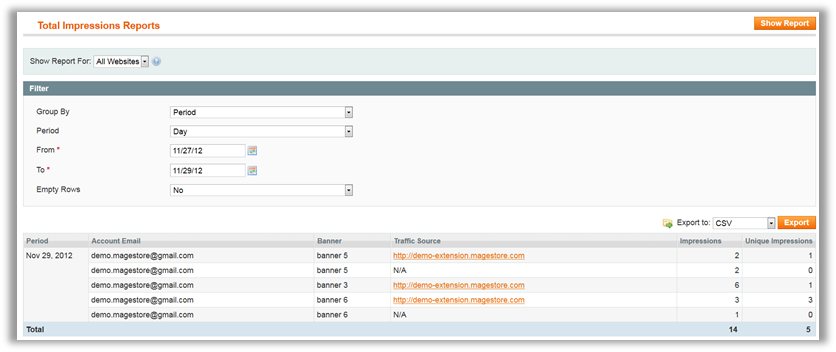 Total Impressions Reports Show Report
Show Report For: All Websites
Filter
Group By Period
Period Day
From * 11/27/12
To * 11/29/12
Empty Rows No
Export to: CSV Export
Period Account Email Banner Traffic Source Impressions Unique Impressions
Nov 29, 2012 demo.magestore@gmail.com banner 5 http://demo-extension.magestore.com 2 1
demo.magestore@gmail.com banner 5 N/A 2 0
demo.magestore@gmail.com banner 3 http://demo-extension.magestore.com 6 1
demo.magestore@gmail.com banner 6 http://demo-extension.magestore.com 3 3
demo.magestore@gmail.com banner 6 N/A 1 0
Total 14 5